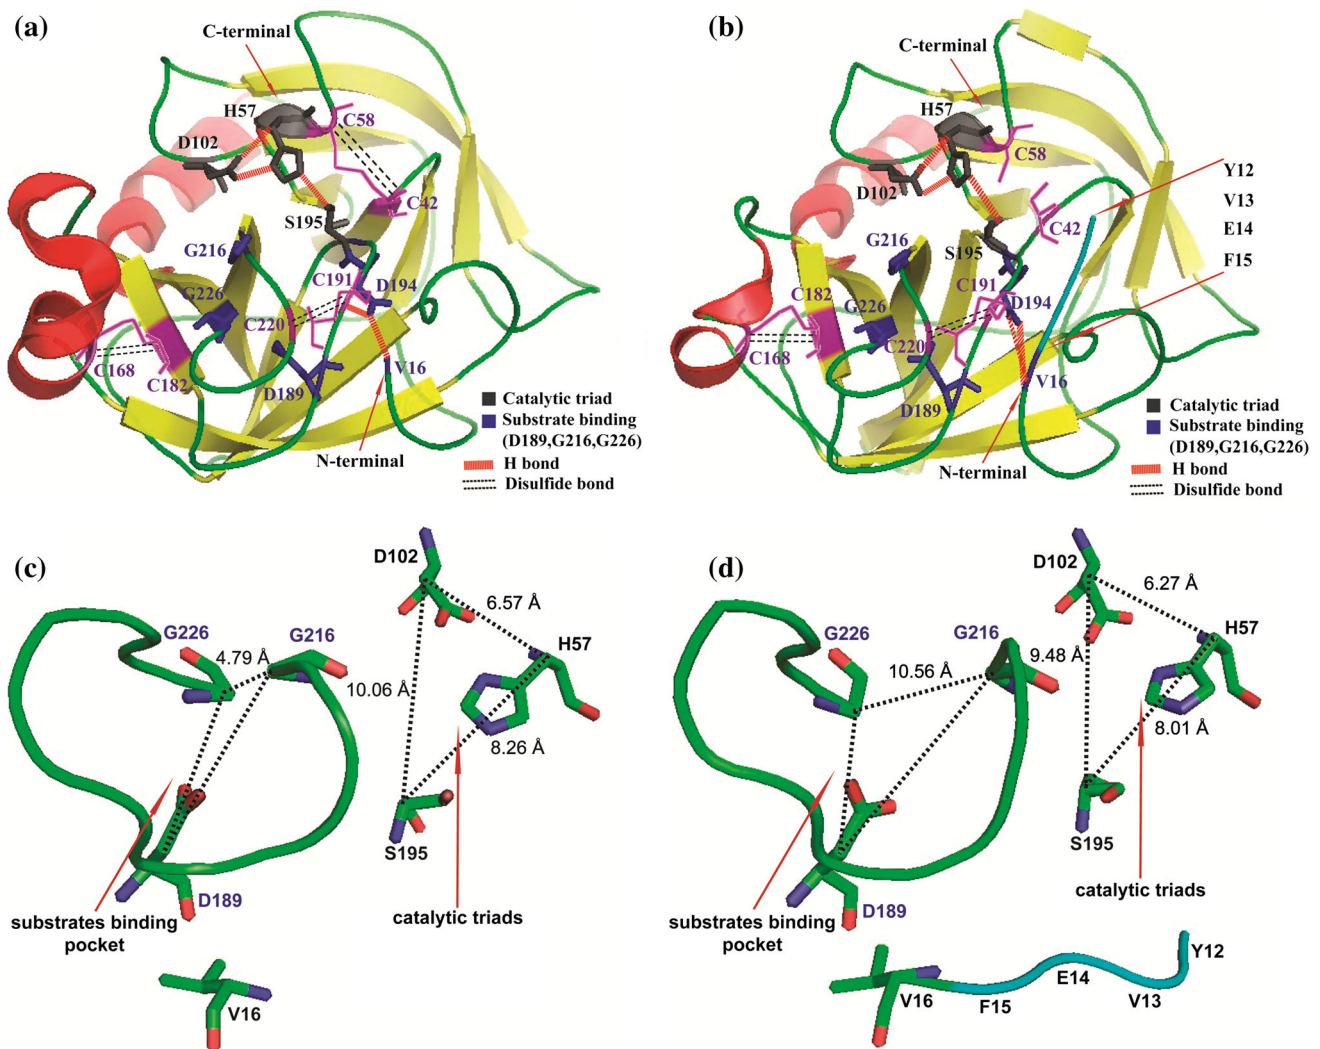 (a)
C-terminal
H57
C58
D102
C42
S195
G216
C191
D194
G226
C220
C168
C182
V16
D189
N-terminal
Catalytic triad
Substrate binding
(D189,G216,G226)
H bond
Disulfide bond
(b)
C-terminal
H57
C58
D102
Y12
V13
E14
F15
C42
S195
G216
C191
D194
C182
G226
C220
C168
V16
D189
N-terminal
Catalytic triad
Substrate binding
(D189,G216,G226)
H bond
Disulfide bond
(c)
D102
6.57 Å
G226
G216
H57
4.79 Å
10.06 Å
8.26 Å
S195
D189
substrates binding
pocket
catalytic triads
V16
(d)
D102
6.27 Å
G226
G216
9.48 Å
H57
10.56 Å
8.01 Å
S195
D189
catalytic triads
substrates binding
pocket
V16
F15
E14
V13
Y12